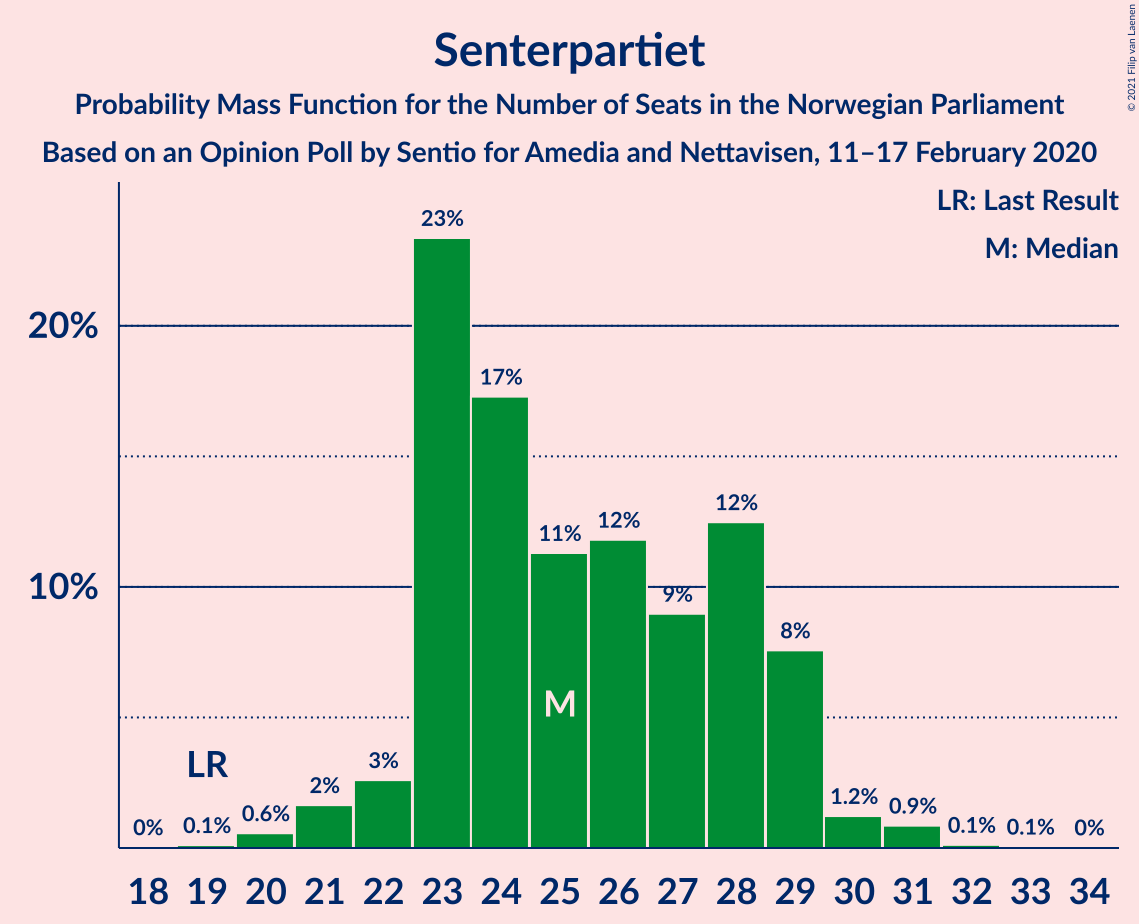 Senterpartiet
Probability Mass Function for the Number of Seats in the Norwegian Parliament
Based on an Opinion Poll by Sentio for Amedia and Nettavisen, 11–17 February 2020
© 2021 Filip van Laenen
LR: Last Result
M: Median
20%
10%
0%
0.1%
0.6%
2%
3%
23%
17%
11%
12%
9%
12%
8%
1.2%
0.9%
0.1%
0.1%
0%
LR
M
18 19 20 21 22 23 24 25 26 27 28 29 30 31 32 33 34